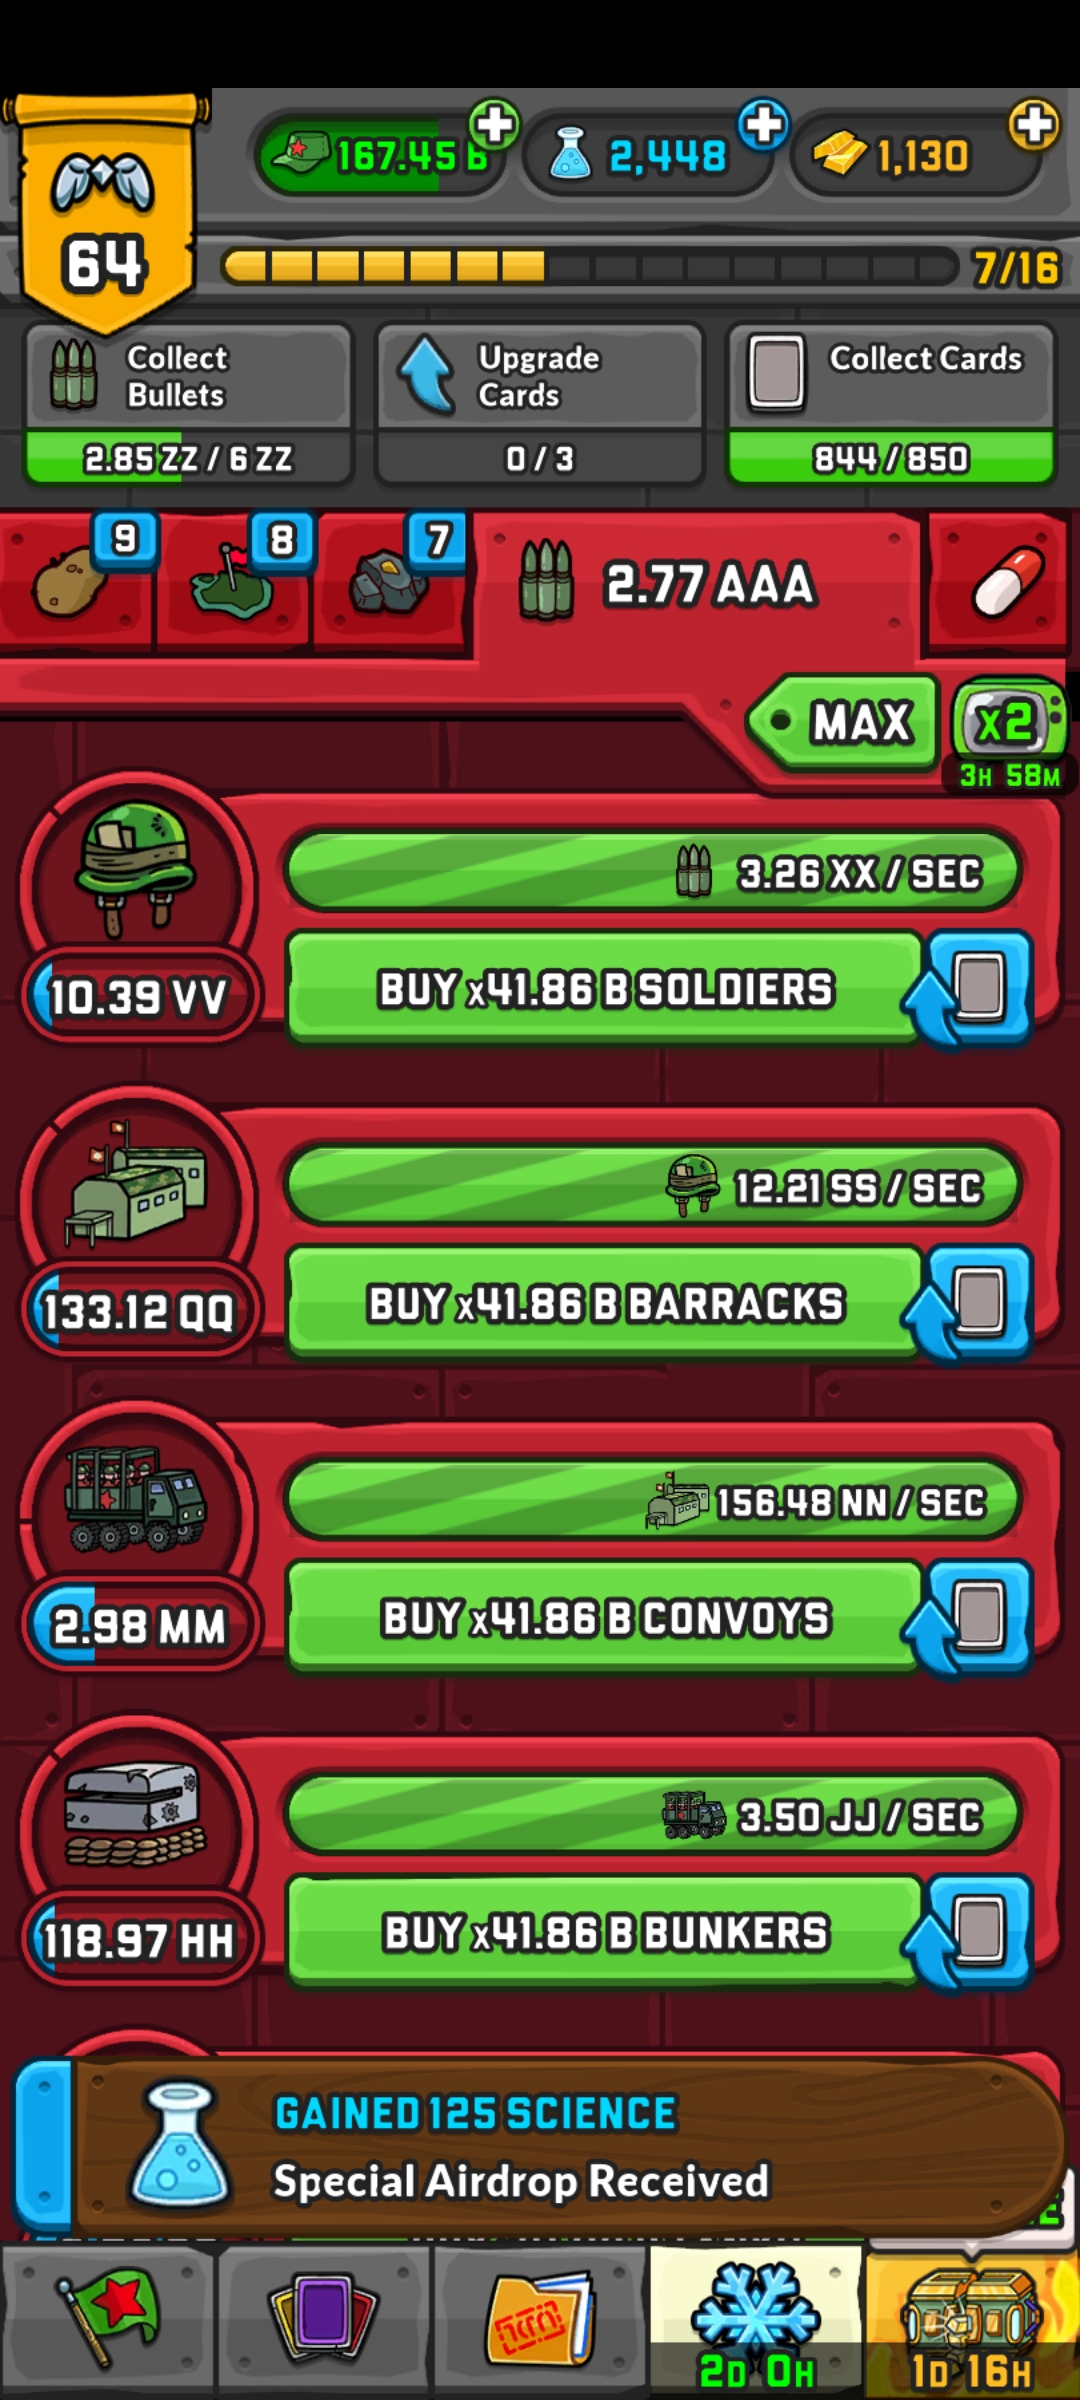 167.45 B
2,448
1,130
64
7/16
Collect
Bullets
Upgrade
Cards
Collect Cards
2.85 ZZ / 6 ZZ
0 / 3
844 / 850
9
8
7
2.77 AAA
MAX
x2
3H 58M
3.26 XX / SEC
10.39 VV
BUY x41.86 B SOLDIERS
12.21 SS / SEC
133.12 QQ
BUY x41.86 B BARRACKS
156.48 NN / SEC
2.98 MM
BUY x41.86 B CONVOYS
3.50 JJ / SEC
118.97 HH
BUY x41.86 B BUNKERS
GAINED 125 SCIENCE
Special Airdrop Received
2D 0H
1D 16H